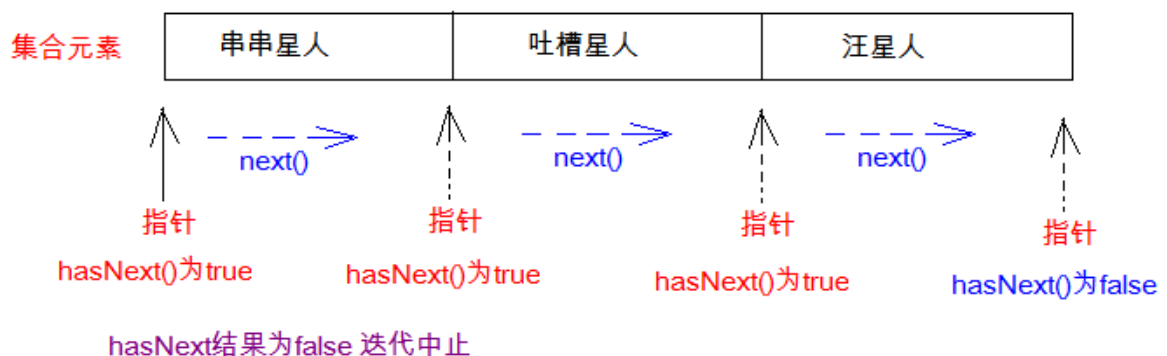 集合元素 串串星人 吐槽星人 汪星人
next() next() next()
指针 指针 指针 指针
hasNext()为true hasNext()为true hasNext()为true hasNext()为false
hasNext结果为false 迭代中止